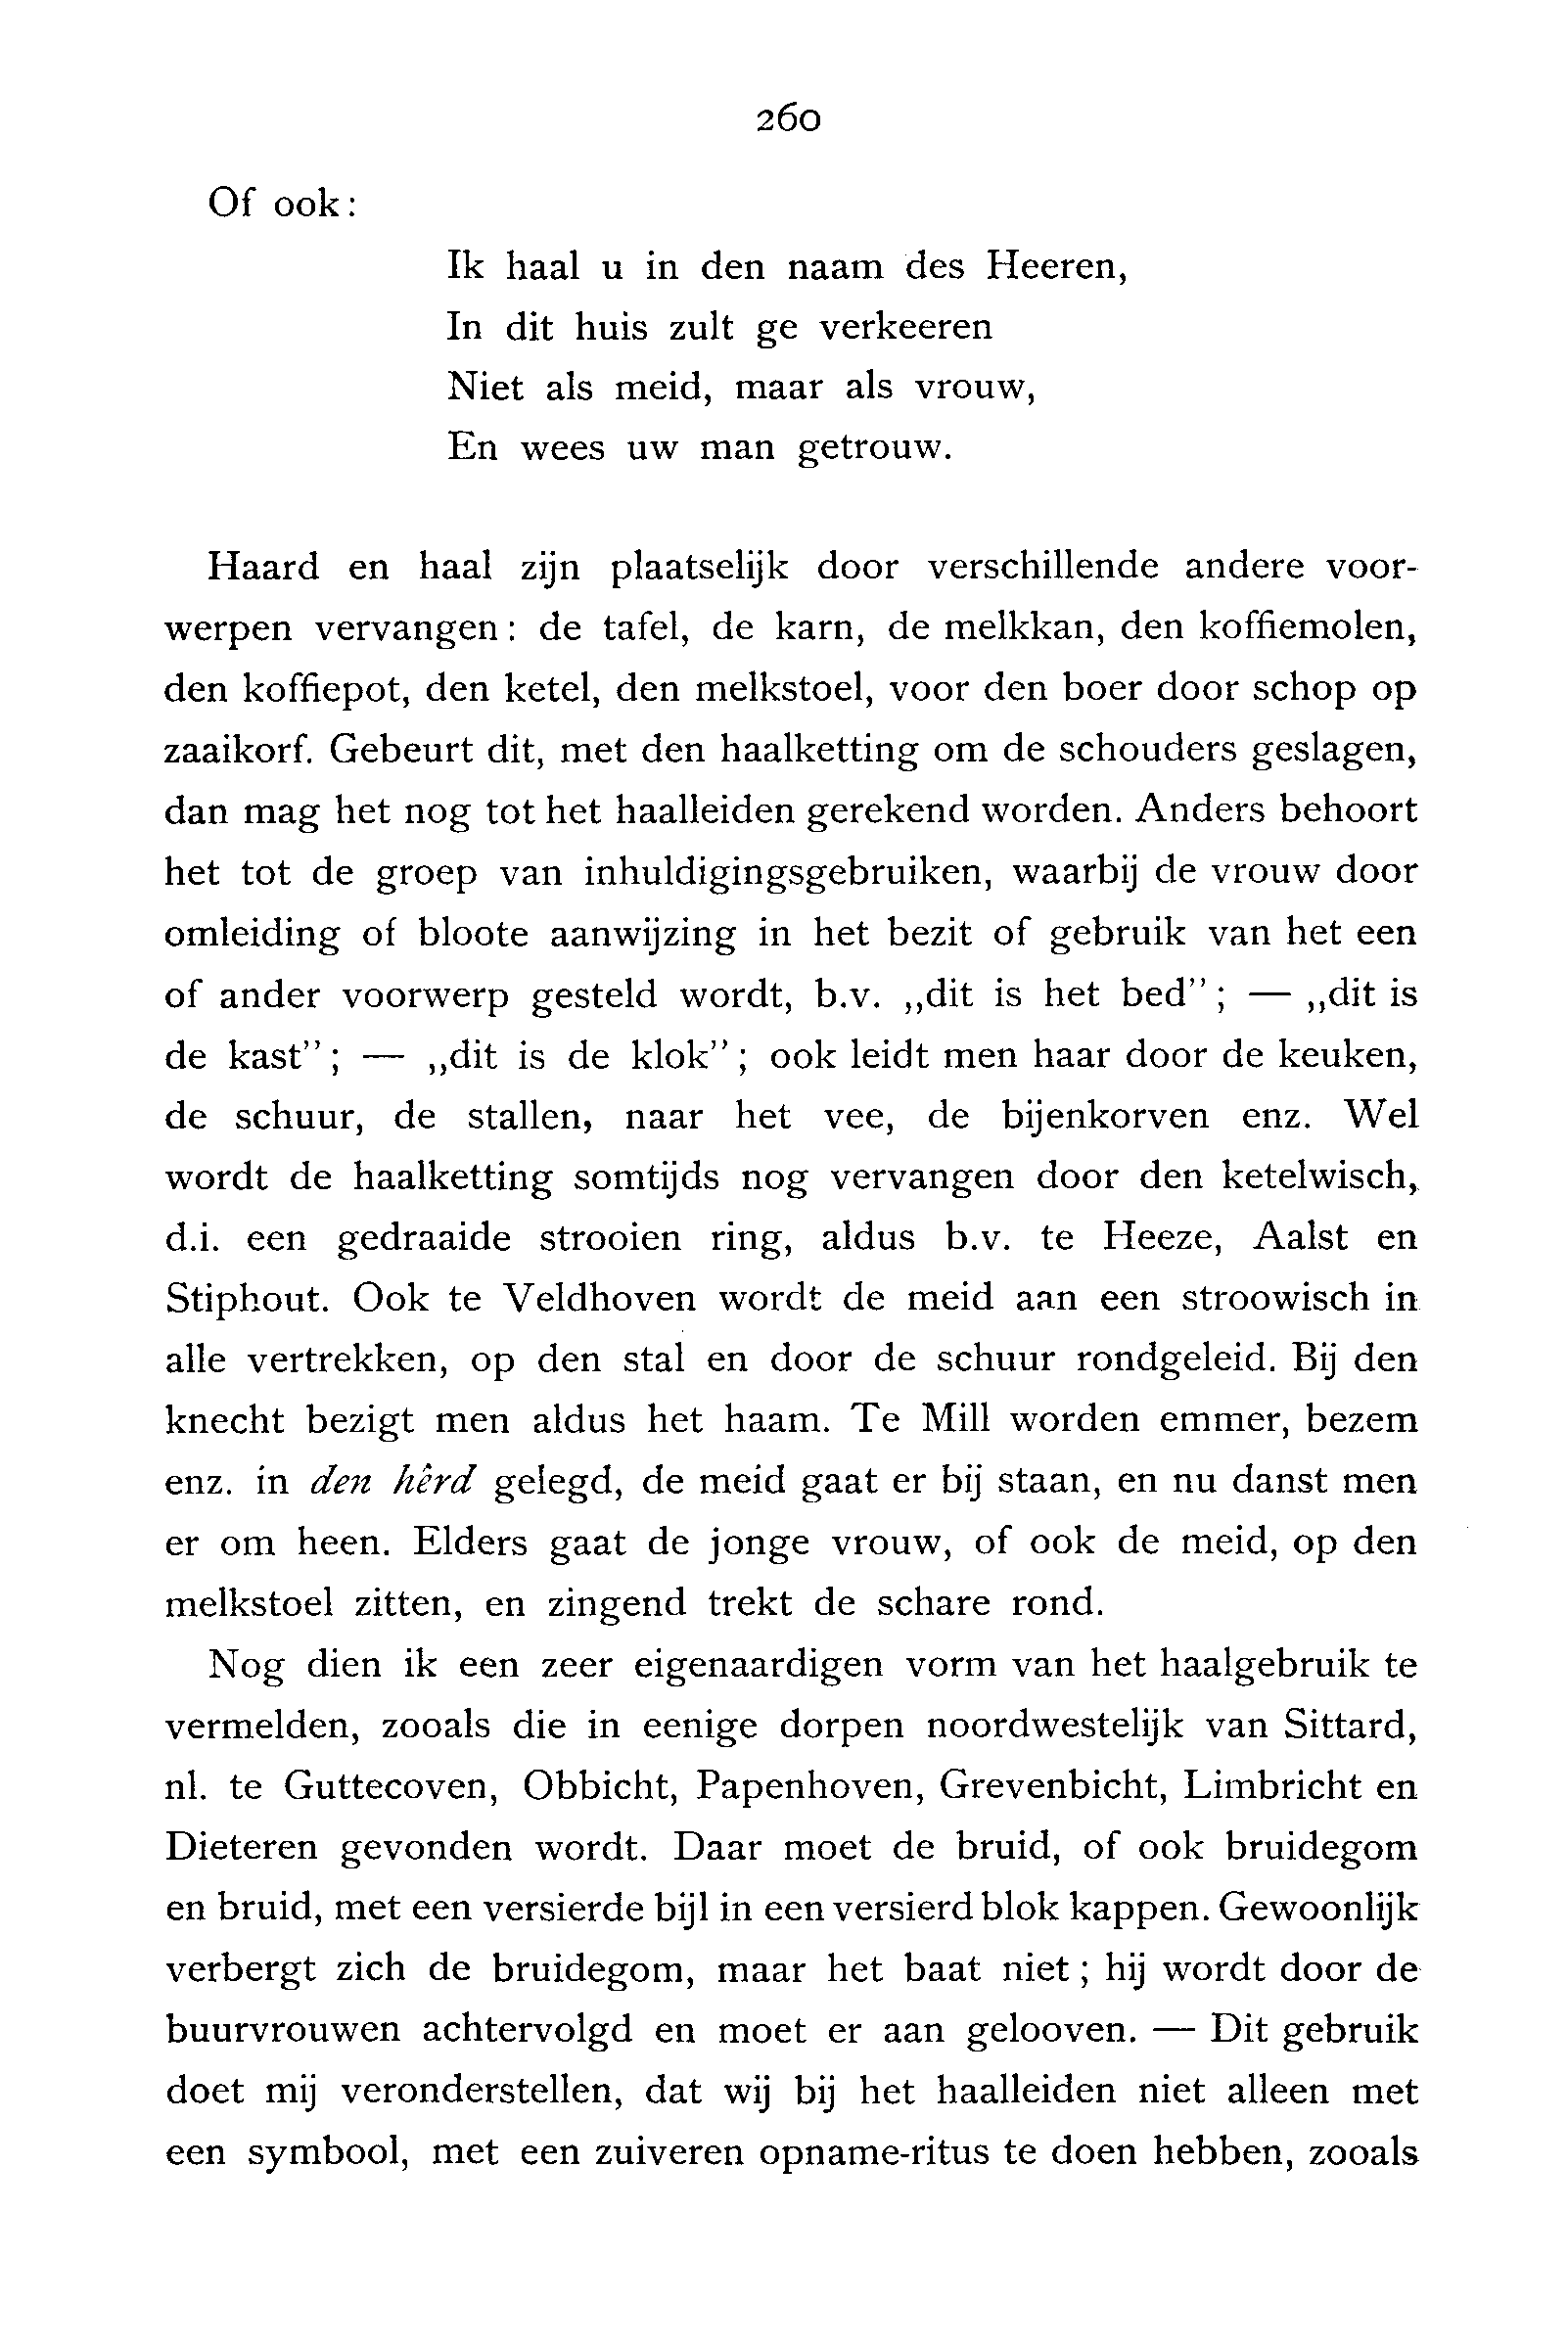 260
Of ook:
Ik haal u in den naam des Heeren,
In dit huis zult ge verkeeren
Niet als meid, maar als vrouw,
En wees uw man getrouw.
Haard en haal zijn plaatselijk door verschillende andere voor-
werpen vervangen: de tafel, de karn, de melkkan, den koffiemolen,
den koffiepot, den ketel, den melkstoel, voor den boer door schop op
zaaikorf. Gebeurt dit, met den haalketting om de schouders geslagen,
dan mag het nog tot het haalleiden gerekend worden. Anders behoort
het tot de groep van inhuldigingsgebruiken, waarbij de vrouw door
omleiding of bloote aanwijzing in het bezit of gebruik van het een
of ander voorwerp gesteld wordt, b.v. „dit is het bed”; — „dit is
de kast”; — „dit is de klok”; ook leidt men haar door de keuken,
de schuur, de stallen, naar het vee, de bijenkorven enz. Wel
wordt de haalketting somtijds nog vervangen door den ketelwisch,
d.i. een gedraaide strooien ring, aldus b.v. te Heeze, Aalst en
Stiphout. Ook te Veldhoven wordt de meid aan een stroowisch in
alle vertrekken, op den stal en door de schuur rondgeleid. Bij den
knecht bezigt men aldus het haam. Te Mill worden emmer, bezem
enz. in den hêrd gelegd, de meid gaat er bij staan, en nu danst men
er om heen. Elders gaat de jonge vrouw, of ook de meid, op den
melkstoel zitten, en zingend trekt de schare rond.
Nog dien ik een zeer eigenaardigen vorm van het haalgebruik te
vermelden, zooals die in eenige dorpen noordwestelijk van Sittard,
nl. te Guttecoven, Obbicht, Papenhoven, Grevenbicht, Limbricht en
Dieteren gevonden wordt. Daar moet de bruid, of ook bruidegom
en bruid, met een versierde bijl in een versierd blok kappen. Gewoonlijk
verbergt zich de bruidegom, maar het baat niet; hij wordt door de
buurvrouwen achtervolgd en moet er aan gelooven. — Dit gebruik
doet mij veronderstellen, dat wij bij het haalleiden niet alleen met
een symbool, met een zuiveren opname-ritus te doen hebben, zooals